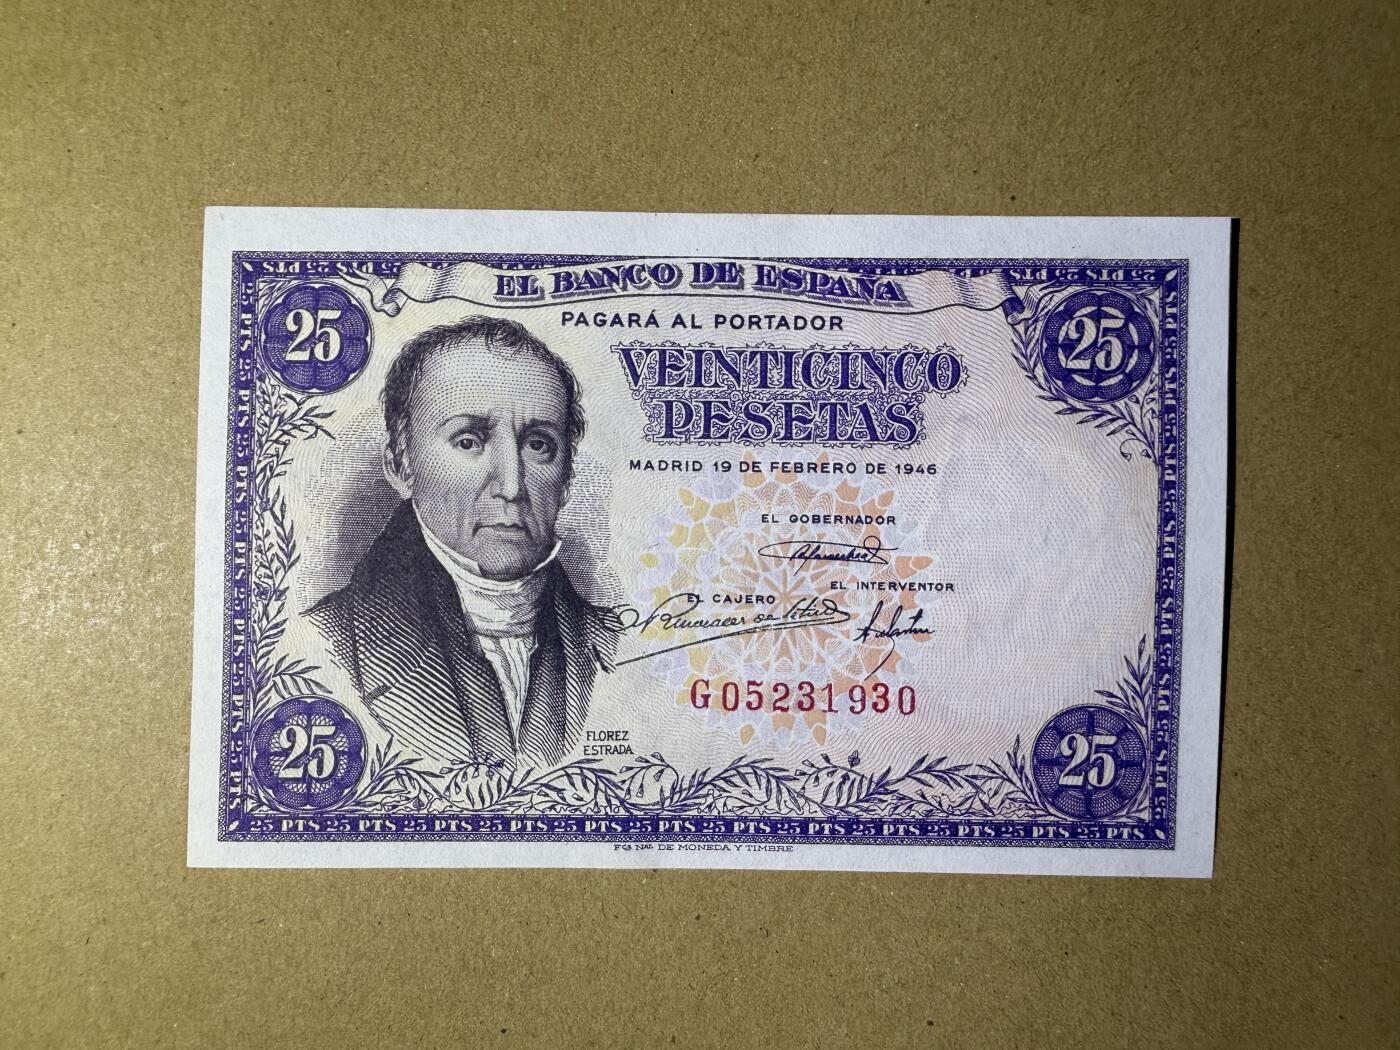 EL BANCO DE ESPAÑA
PAGARÁ AL PORTADOR
25
25
VEINTICINCO
PESETAS
MADRID 19 DE FEBRERO DE 1946
EL GOBERNADOR
EL INTERVENTOR
EL CAJERO
G05231930
FLOREZ
ESTRADA
25
25
25 PTS 25 PTS 25 PTS 25 PTS 25 PTS 25 PTS 25 PTS 25 PTS 25 PTS 25 PTS 25 PTS 25 PTS
FCA NAL DE MONEDA Y TIMBRE